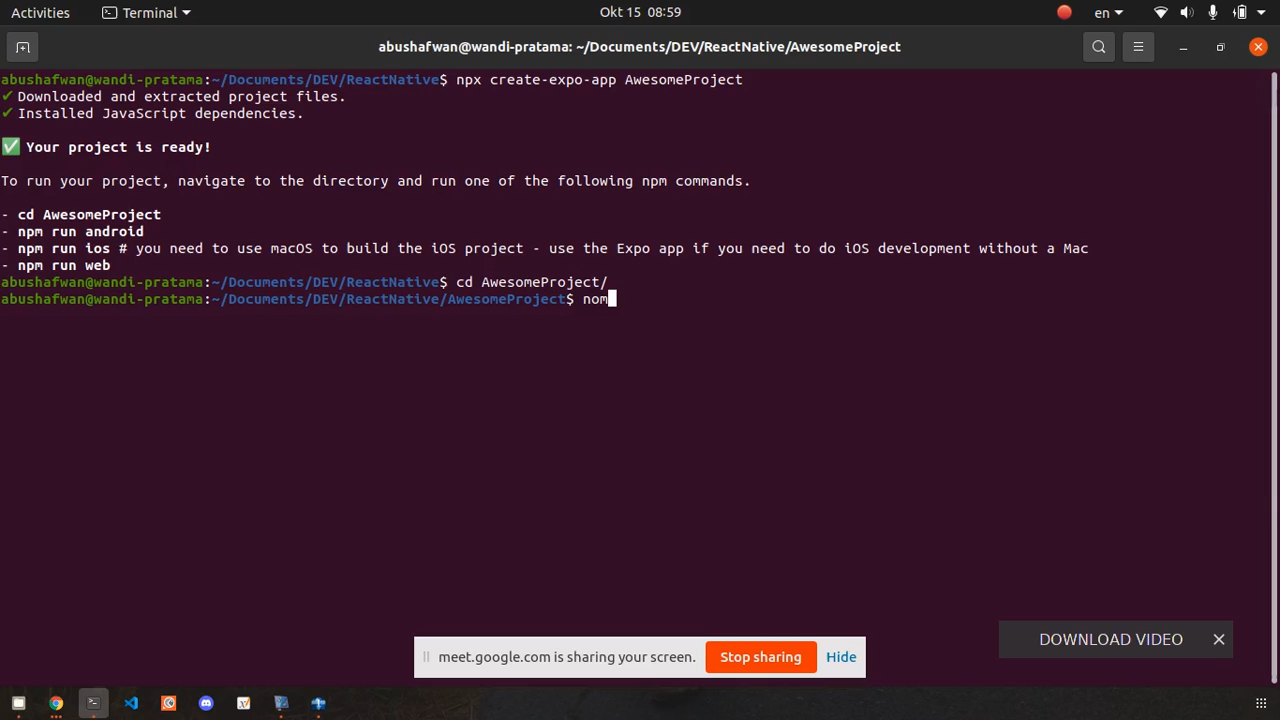 Activities Terminal Okt 15 08:59 en
abushafwan@wandi-pratama: ~/Documents/DEV/ReactNative/AwesomeProject
abushafwan@wandi-pratama:~/Documents/DEV/ReactNative$ npx create-expo-app AwesomeProject
✔ Downloaded and extracted project files.
✔ Installed JavaScript dependencies.
✅ Your project is ready!
To run your project, navigate to the directory and run one of the following npm commands.
- cd AwesomeProject
- npm run android
- npm run ios # you need to use macOS to build the iOS project - use the Expo app if you need to do iOS development without a Mac
- npm run web
abushafwan@wandi-pratama:~/Documents/DEV/ReactNative$ cd AwesomeProject/
abushafwan@wandi-pratama:~/Documents/DEV/ReactNative/AwesomeProject$ nom
DOWNLOAD VIDEO
meet.google.com is sharing your screen. Stop sharing Hide